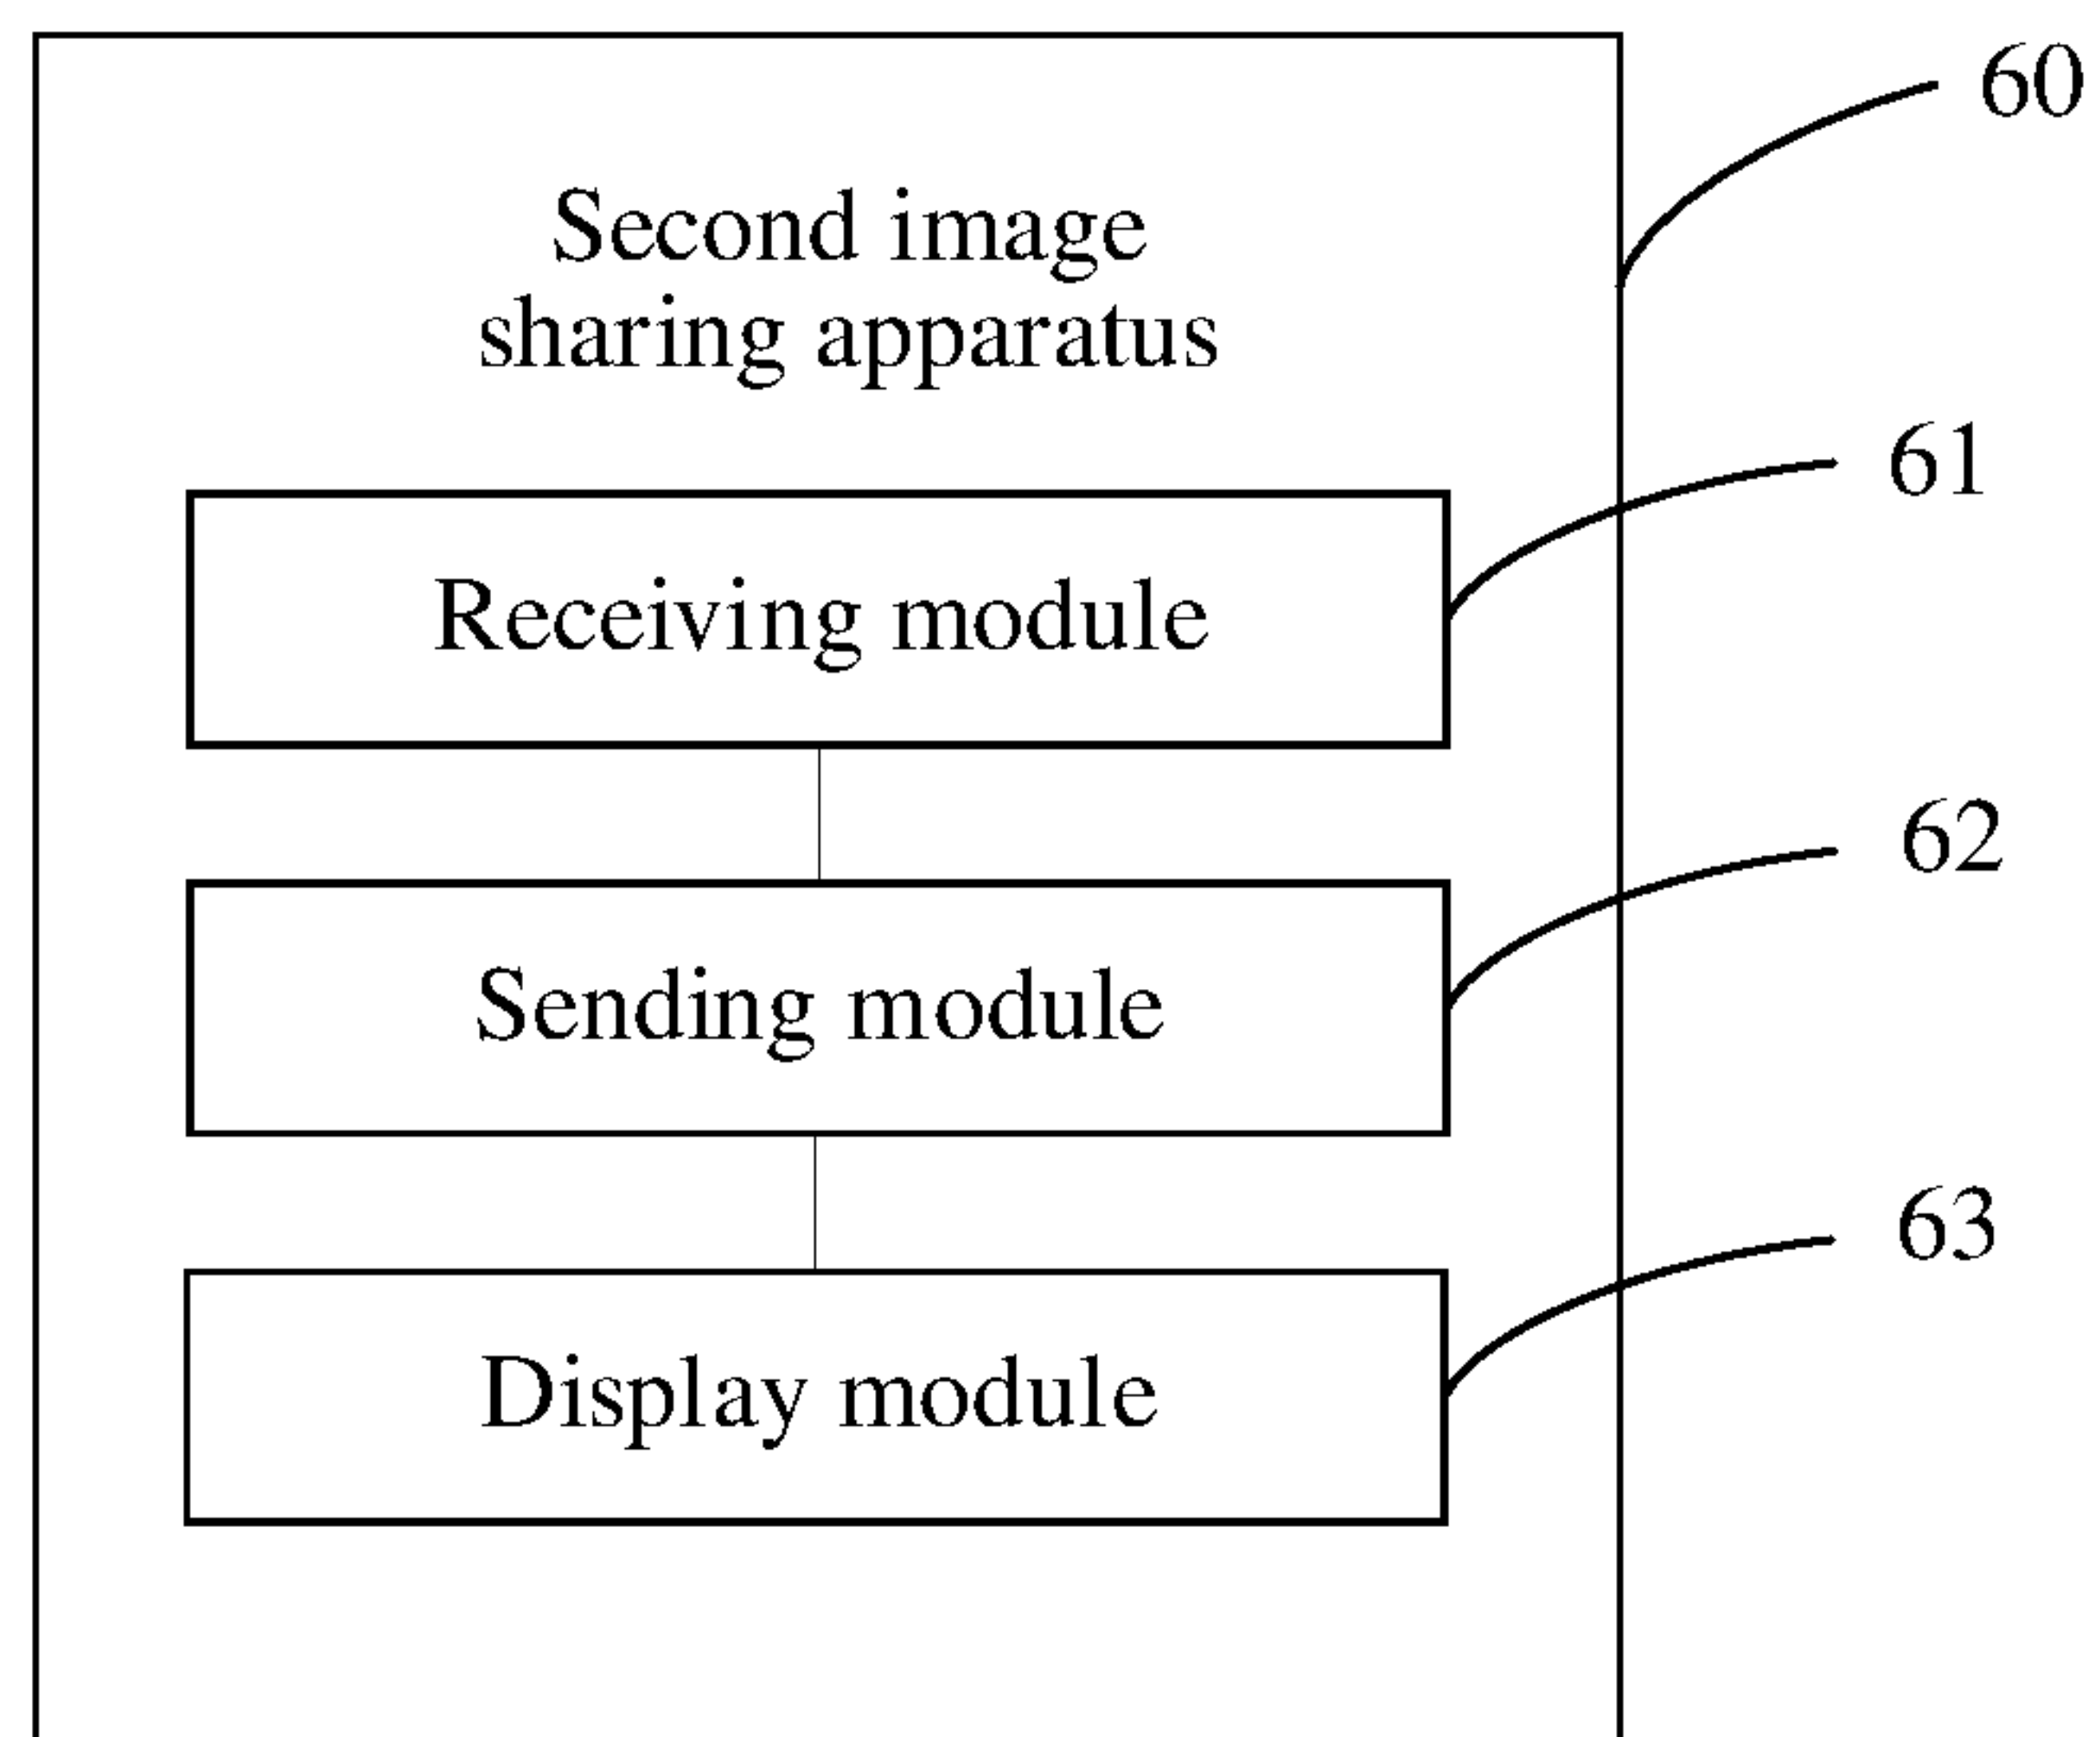 60
Second image
sharing apparatus
61
Receiving module
62
Sending module
63
Display module